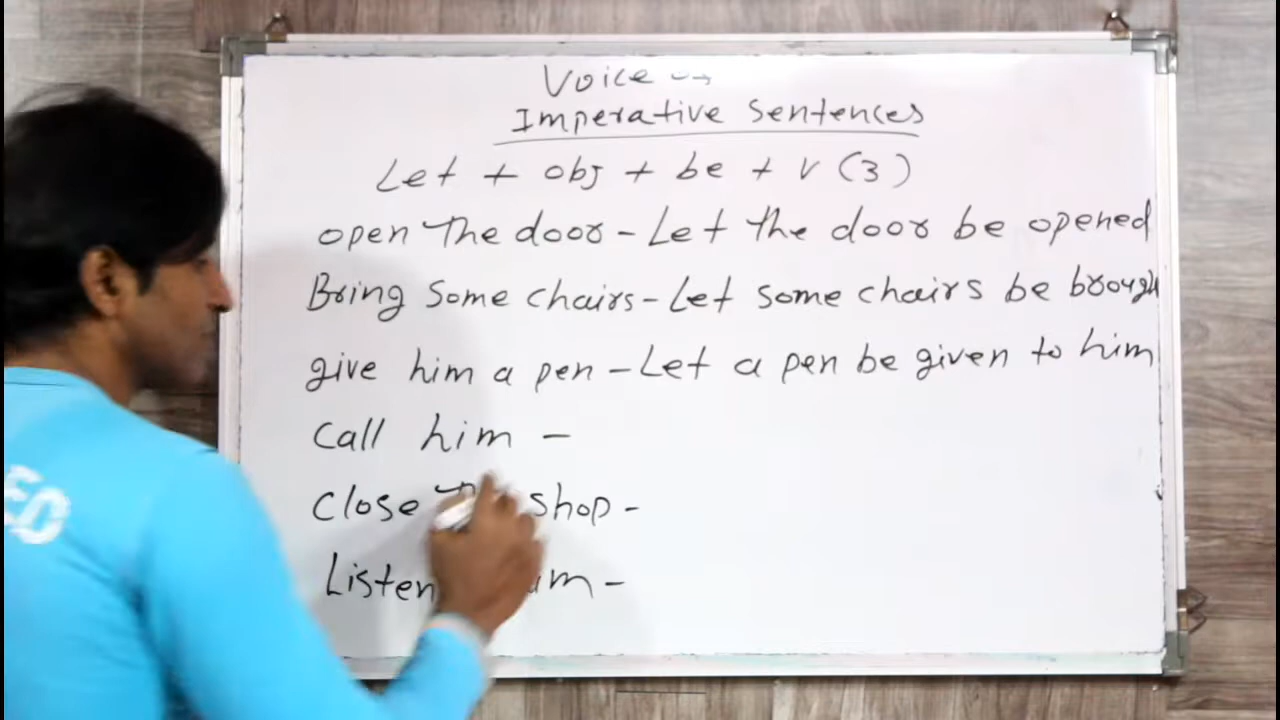 Voice →
Imperative Sentences
Let + obj + be + V (3)
open The door - Let the door be opened
Bring Some chairs - Let some chairs be brough
give him a pen - Let a pen be given to him
Call him -
Close shop -
Listen -